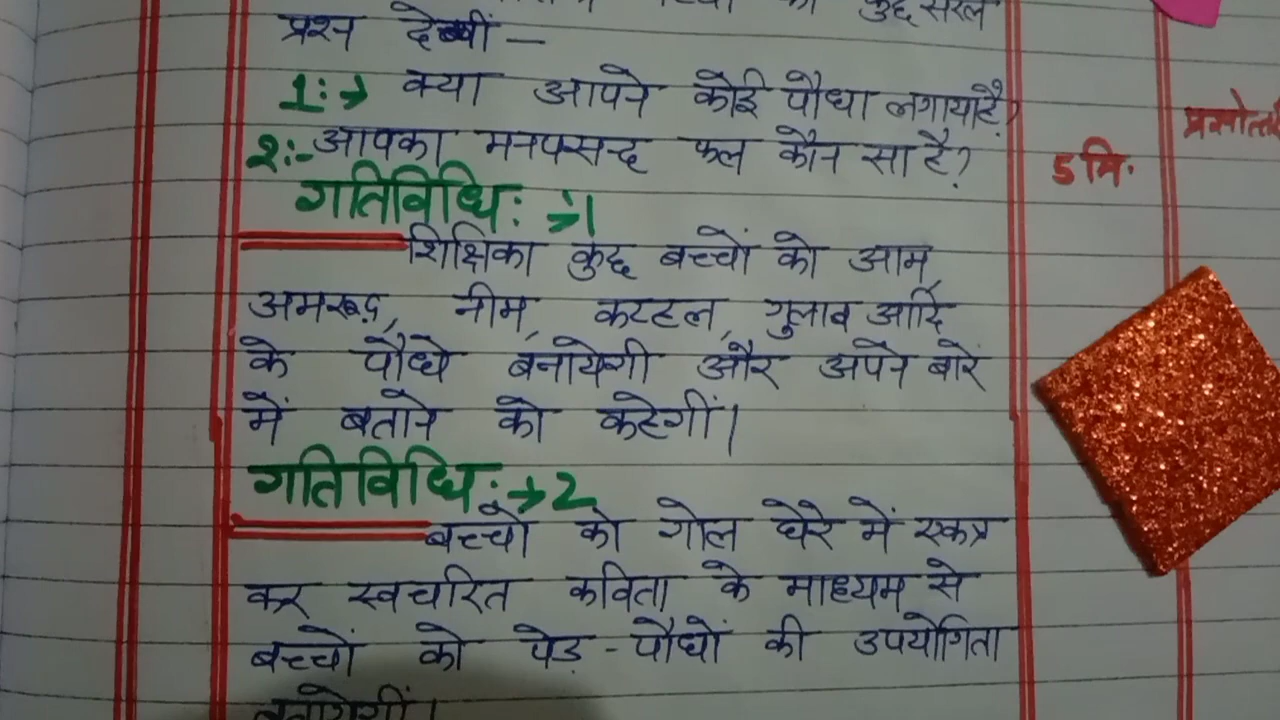 कुछ सरल
प्रश्न देखीं —
1:→ क्या आपने कोई पौधा लगाया है?
2:- आपका मनपसन्द फल कौन सा है?
5 मि.
गतिविधि: →1
शिक्षिका कुछ बच्चों को आम,
अमरूद, नीम, कटहल, गुलाब आदि
के पौधे बनायेगी और अपने बारे
में बताने को कहेगीं।
गतिविधि: →2
बच्चों को गोल घेरे में एकत्र
कर स्वचरित कविता के माध्यम से
बच्चों को पेड़ - पौधों की उपयोगिता